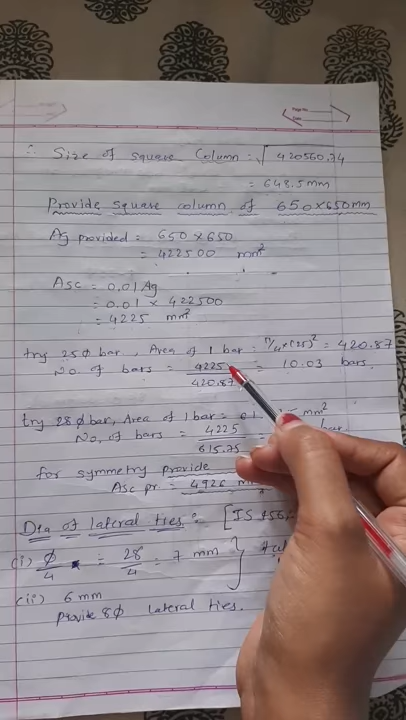 ∴ Size of square Column = √420560.74
= 648.5mm
Provide square column of 650×650mm
Ag provided = 650 × 650
= 422500 mm²
Asc = 0.01 Ag
= 0.01 × 422500
= 4225 mm²
try 25ϕ bar, Area of 1 bar = π/4×(25)² = 420.87
No. of bars = 4225/420.87 = 10.03 bars.
try 28ϕ bar, Area of 1 bar = mm²
No. of bars = 4225/615.75 =
for symmetry provide
Asc pr. = 4926
Dia of lateral ties :- [IS 456,
(i) ϕ/4 = 28/4 = 7 mm }
(ii) 6 mm
Provide 8ϕ lateral ties.